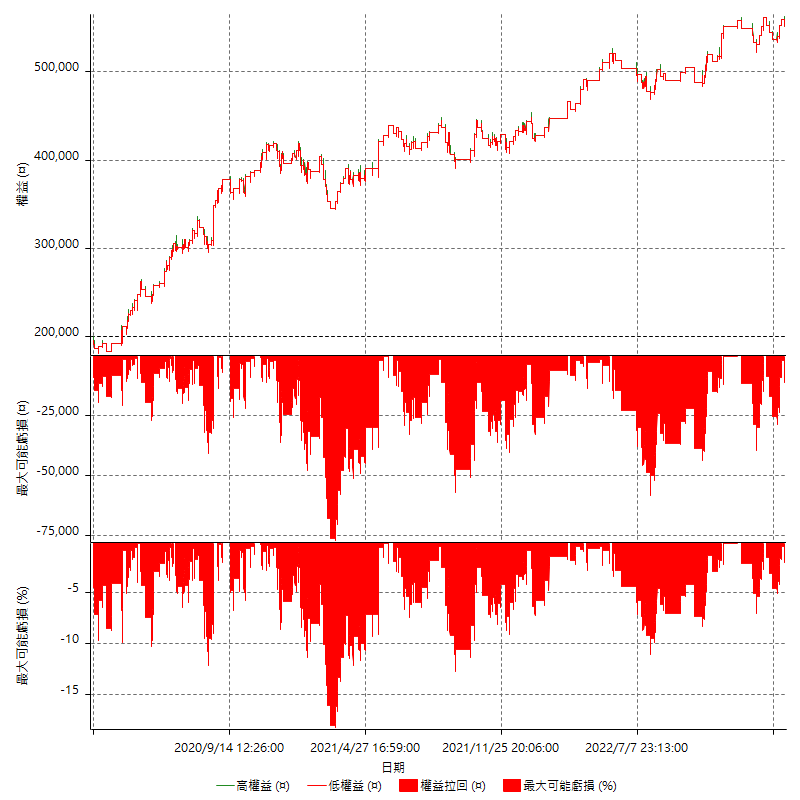 500,000
400,000
300,000
200,000
權益 (¤)
-25,000
-50,000
-75,000
最大可能虧損 (¤)
-5
-10
-15
最大可能虧損 (%)
2020/9/14 12:26:00 2021/4/27 16:59:00 2021/11/25 20:06:00 2022/7/7 23:13:00
日期
高權益 (¤) 低權益 (¤) 權益拉回 (¤) 最大可能虧損 (%)